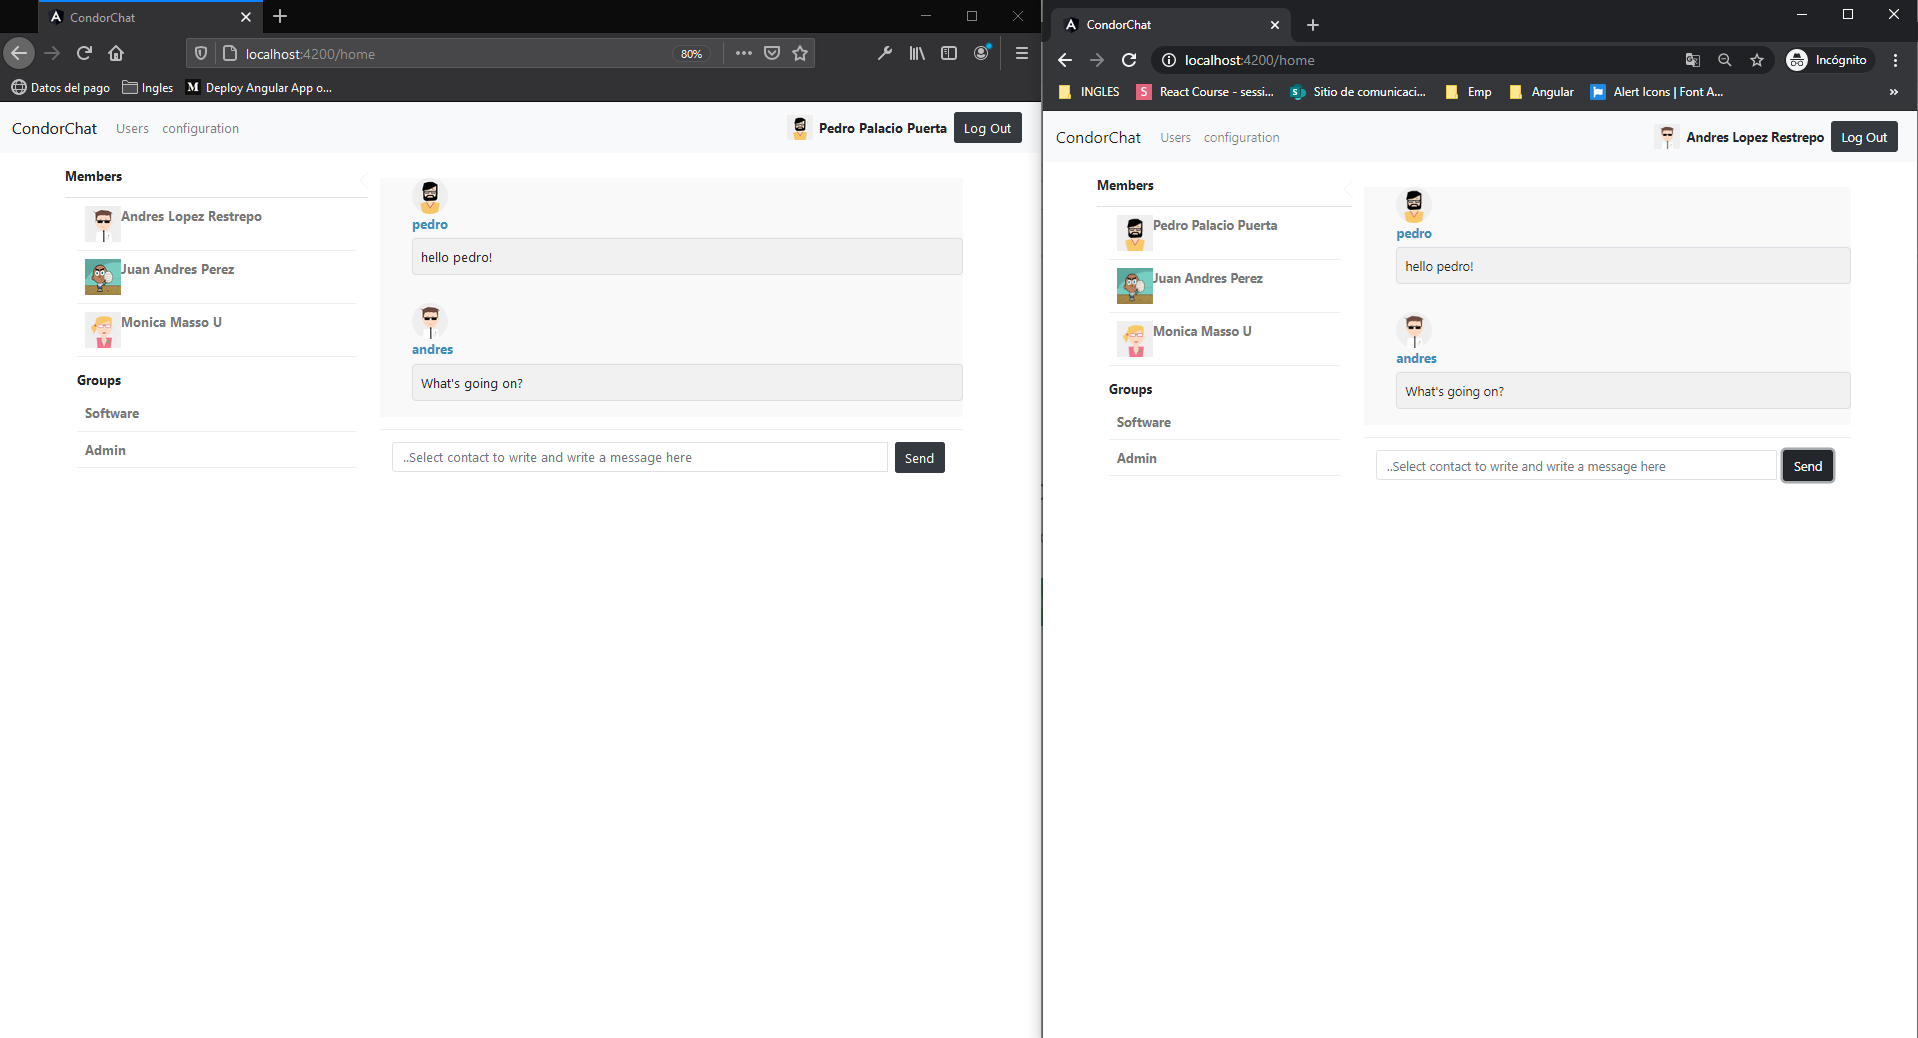 CondorChat
localhost:4200/home
80%
Datos del pago
Ingles
M Deploy Angular App o...
CondorChat
Users
configuration
Pedro Palacio Puerta
Log Out
Members
Andres Lopez Restrepo
Juan Andres Perez
Monica Masso U
Groups
Software
Admin
pedro
hello pedro!
andres
What's going on?
..Select contact to write and write a message here
Send
CondorChat
localhost:4200/home
Incógnito
INGLES
S React Course - sessi...
S Sitio de comunicaci...
Emp
Angular
Alert Icons | Font A...
»
CondorChat
Users
configuration
Andres Lopez Restrepo
Log Out
Members
Pedro Palacio Puerta
Juan Andres Perez
Monica Masso U
Groups
Software
Admin
pedro
hello pedro!
andres
What's going on?
..Select contact to write and write a message here
Send